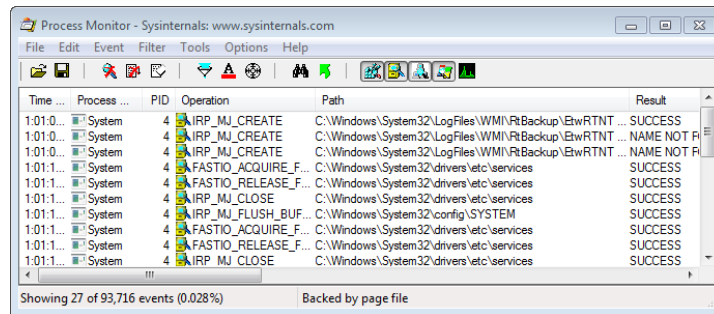 Process Monitor - Sysinternals: www.sysinternals.com
File Edit Event Filter Tools Options Help
Time ... Process ... PID Operation Path Result
1:01:0... System 4 IRP_MJ_CREATE C:\Windows\System32\LogFiles\WMI\RtBackup\EtwRTNT ... SUCCESS
1:01:0... System 4 IRP_MJ_CREATE C:\Windows\System32\LogFiles\WMI\RtBackup\EtwRTNT ... NAME NOT F
1:01:0... System 4 IRP_MJ_CREATE C:\Windows\System32\LogFiles\WMI\RtBackup\EtwRTNT ... NAME NOT F
1:01:1... System 4 FASTIO_ACQUIRE_F... C:\Windows\System32\drivers\etc\services SUCCESS
1:01:1... System 4 FASTIO_RELEASE_F... C:\Windows\System32\drivers\etc\services SUCCESS
1:01:1... System 4 IRP_MJ_CLOSE C:\Windows\System32\drivers\etc\services SUCCESS
1:01:1... System 4 IRP_MJ_FLUSH_BUF... C:\Windows\System32\config\SYSTEM SUCCESS
1:01:1... System 4 FASTIO_ACQUIRE_F... C:\Windows\System32\drivers\etc\services SUCCESS
1:01:1... System 4 FASTIO_RELEASE_F... C:\Windows\System32\drivers\etc\services SUCCESS
1:01:1... System 4 IRP_MJ_CLOSE C:\Windows\System32\drivers\etc\services SUCCESS
Showing 27 of 93,716 events (0.028%) Backed by page file